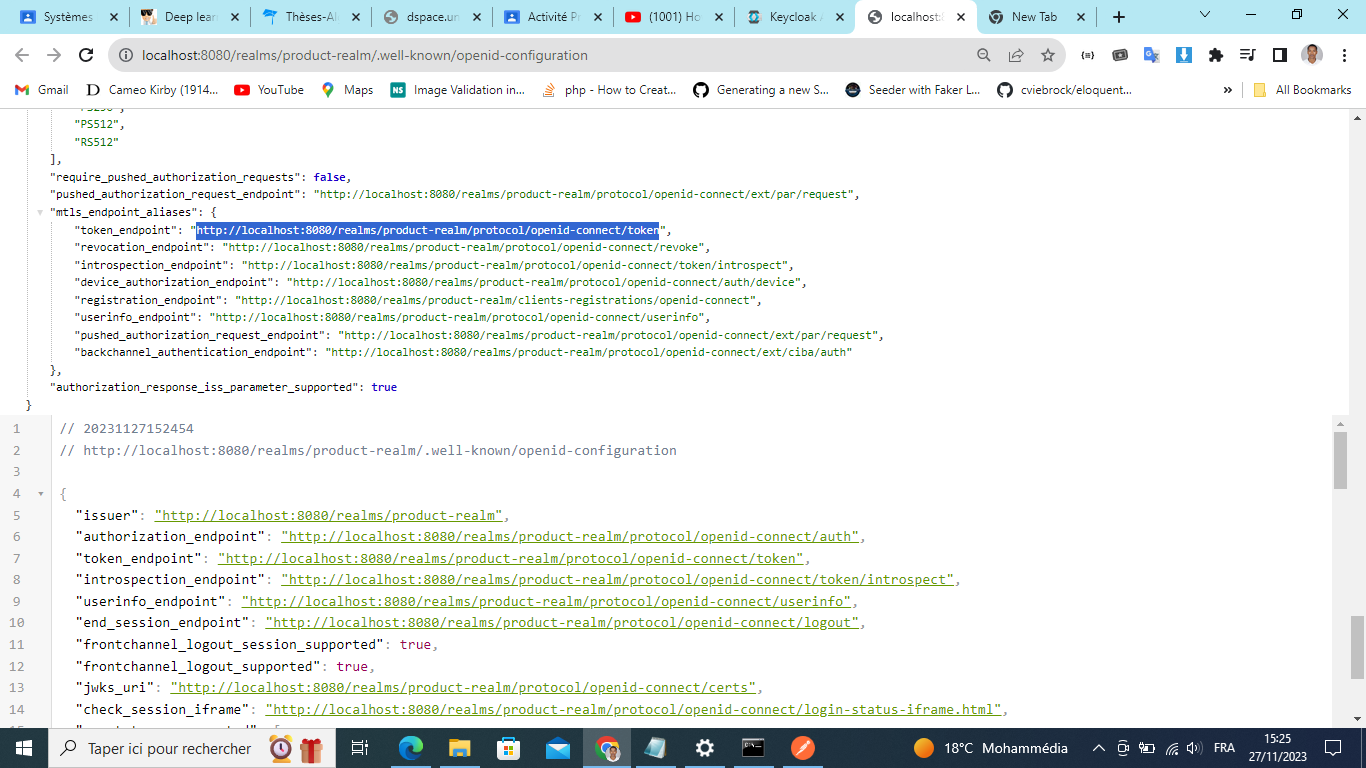 Systèmes
Deep lear
Thèses-Al
dspace.un
Activité P
(1001) Ho
Keycloak A
localhost:8
New Tab
localhost:8080/realms/product-realm/.well-known/openid-configuration
Gmail
Cameo Kirby (1914...
YouTube
Maps
NS
Image Validation in...
php - How to Creat...
Generating a new S...
Seeder with Faker L...
cviebrock/eloquent...
»
All Bookmarks
"PS256",
"PS512",
"RS512"
],
"require_pushed_authorization_requests": false,
"pushed_authorization_request_endpoint": "http://localhost:8080/realms/product-realm/protocol/openid-connect/ext/par/request",
"mtls_endpoint_aliases": {
"token_endpoint": "http://localhost:8080/realms/product-realm/protocol/openid-connect/token",
"revocation_endpoint": "http://localhost:8080/realms/product-realm/protocol/openid-connect/revoke",
"introspection_endpoint": "http://localhost:8080/realms/product-realm/protocol/openid-connect/token/introspect",
"device_authorization_endpoint": "http://localhost:8080/realms/product-realm/protocol/openid-connect/auth/device",
"registration_endpoint": "http://localhost:8080/realms/product-realm/clients-registrations/openid-connect",
"userinfo_endpoint": "http://localhost:8080/realms/product-realm/protocol/openid-connect/userinfo",
"pushed_authorization_request_endpoint": "http://localhost:8080/realms/product-realm/protocol/openid-connect/ext/par/request",
"backchannel_authentication_endpoint": "http://localhost:8080/realms/product-realm/protocol/openid-connect/ext/ciba/auth"
},
"authorization_response_iss_parameter_supported": true
}
1 // 20231127152454
2 // http://localhost:8080/realms/product-realm/.well-known/openid-configuration
3
4 {
5 "issuer": "http://localhost:8080/realms/product-realm",
6 "authorization_endpoint": "http://localhost:8080/realms/product-realm/protocol/openid-connect/auth",
7 "token_endpoint": "http://localhost:8080/realms/product-realm/protocol/openid-connect/token",
8 "introspection_endpoint": "http://localhost:8080/realms/product-realm/protocol/openid-connect/token/introspect",
9 "userinfo_endpoint": "http://localhost:8080/realms/product-realm/protocol/openid-connect/userinfo",
10 "end_session_endpoint": "http://localhost:8080/realms/product-realm/protocol/openid-connect/logout",
11 "frontchannel_logout_session_supported": true,
12 "frontchannel_logout_supported": true,
13 "jwks_uri": "http://localhost:8080/realms/product-realm/protocol/openid-connect/certs",
14 "check_session_iframe": "http://localhost:8080/realms/product-realm/protocol/openid-connect/login-status-iframe.html",
Taper ici pour rechercher
18°C Mohammédia
FRA
15:25
27/11/2023